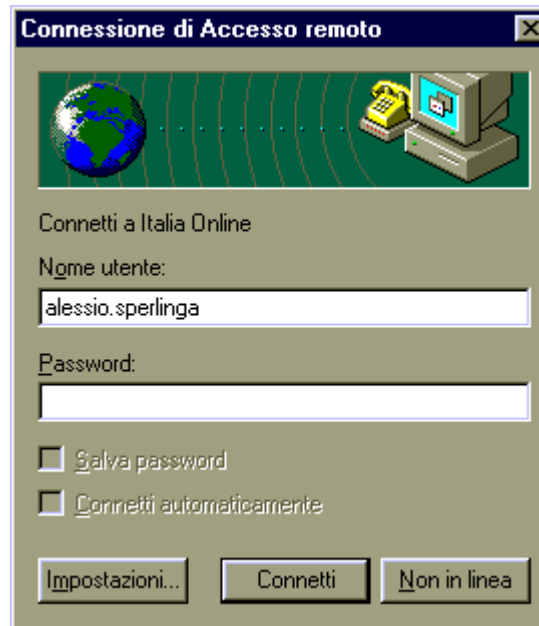 Connessione di Accesso remoto
Connetti a Italia Online
Nome utente:
alessio.sperlinga
Password:
Salva password
Connetti automaticamente
Impostazioni... Connetti Non in linea